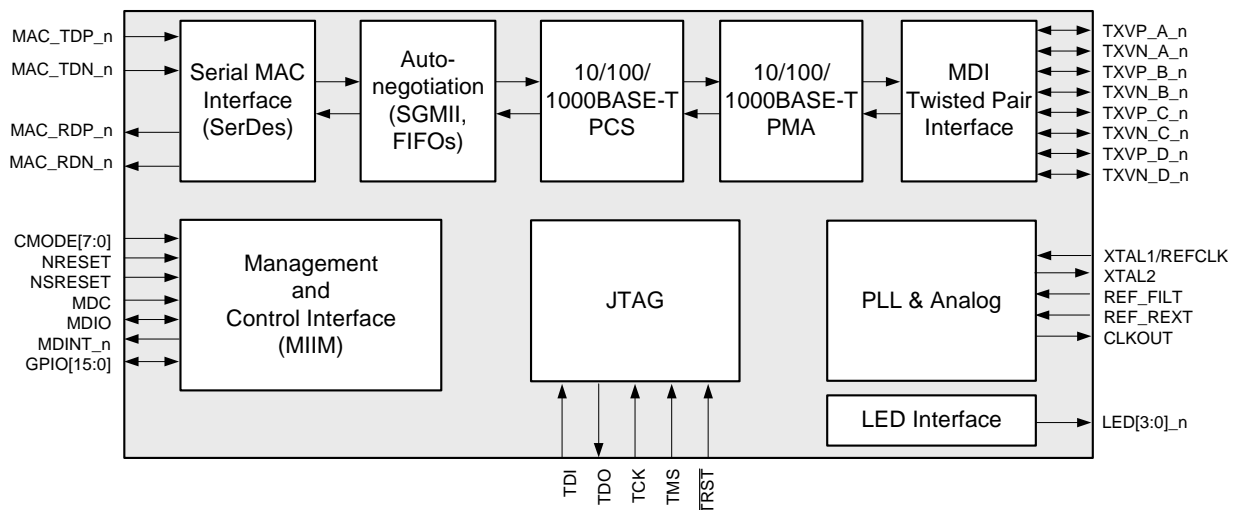 MAC_TDP_n
MAC_TDN_n
MAC_RDP_n
MAC_RDN_n
Serial MAC
Interface
(SerDes)
Auto-
negotiation
(SGMII,
FIFOs)
10/100/
1000BASE-T
PCS
10/100/
1000BASE-T
PMA
MDI
Twisted Pair
Interface
TXVP_A_n
TXVN_A_n
TXVP_B_n
TXVN_B_n
TXVP_C_n
TXVN_C_n
TXVP_D_n
TXVN_D_n
CMODE[7:0]
NRESET
NSRESET
MDC
MDIO
MDINT_n
GPIO[15:0]
Management
and
Control Interface
(MIIM)
JTAG
PLL & Analog
XTAL1/REFCLK
XTAL2
REF_FILT
REF_REXT
CLKOUT
LED Interface
LED[3:0]_n
TDI
TDO
TCK
TMS
TRST